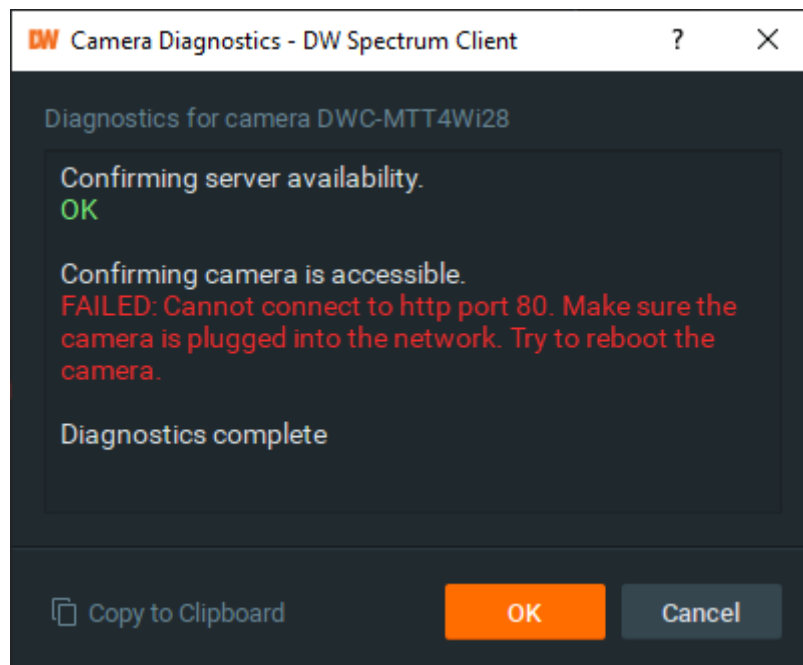 DW Camera Diagnostics - DW Spectrum Client ?
Diagnostics for camera DWC-MTT4Wi28
Confirming server availability.
OK
Confirming camera is accessible.
FAILED: Cannot connect to http port 80. Make sure the
camera is plugged into the network. Try to reboot the
camera.
Diagnostics complete
Copy to Clipboard
OK
Cancel